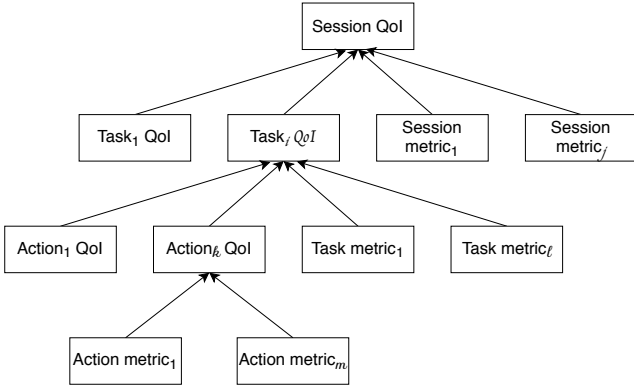 Session QoI
Task₁ QoI
Taskᵢ QoI
Session
metric₁
Session
metricⱼ
Action₁ QoI
Actionₖ QoI
Task metric₁
Task metricℓ
Action metric₁
Action metricₘ